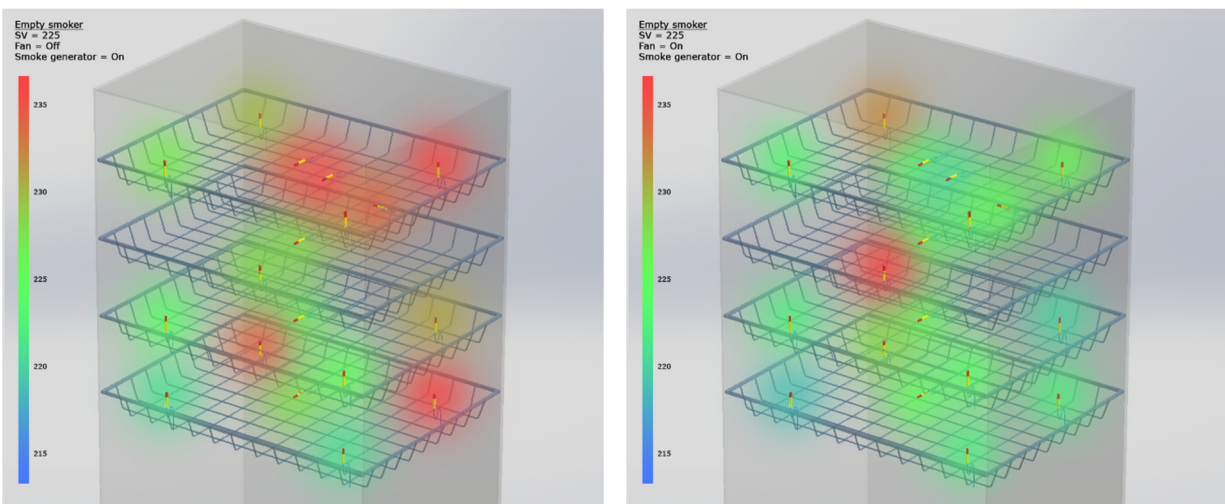 Empty smoker
SV = 225
Fan = Off
Smoke generator = On
235
230
225
220
215
Empty smoker
SV = 225
Fan = On
Smoke generator = On
235
230
225
220
215